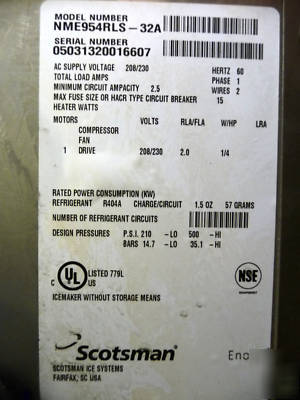 MODEL NUMBER
NME954RLS-32A
SERIAL NUMBER
05031320016607
AC SUPPLY VOLTAGE 208/230 HERTZ 60
TOTAL LOAD AMPS PHASE 1
MINIMUM CIRCUIT AMPACITY 2.5 WIRES 2
MAX FUSE SIZE OR HACR TYPE CIRCUIT BREAKER 15
HEATER WATTS
MOTORS VOLTS RLA/FLA W/HP LRA
COMPRESSOR
FAN
1 DRIVE 208/230 2.0 1/4
RATED POWER CONSUMPTION (KW)
REFRIGERANT R404A CHARGE/CIRCUIT 1.5 OZ 57 GRAMS
NUMBER OF REFRIGERANT CIRCUITS
DESIGN PRESSURES P.S.I. 210 -LO 500 -HI
BARS 14.7 -LO 35.1 -HI
C UL US LISTED 779L
NSE
ICEMAKER WITHOUT STORAGE MEANS
Scotsman
Enc
SCOTSMAN ICE SYSTEMS
FAIRFAX, SC USA